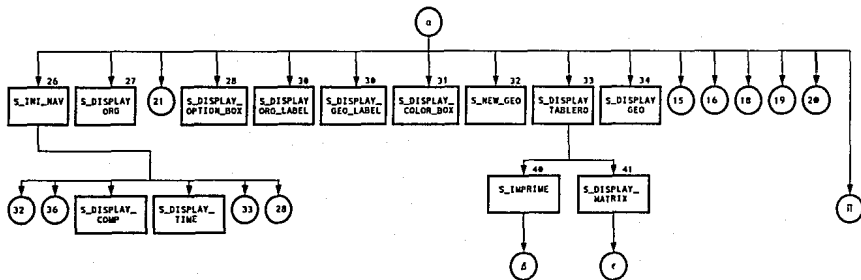 α
26 27 28 30 30 31 32 33 34
S_INI_NAV S_DISPLAY ORG 21 S_DISPLAY_ OPTION_BOX S_DISPLAY ORG_LABEL S_DISPLAY_ GEO_LABEL S_DISPLAY_ COLOR_BOX S_NEW_GEO S_DISPLAY TABLERO S_DISPLAY GEO 15 16 18 19 20
40 41
32 36 S_DISPLAY_ COMP S_DISPLAY_ TIME 33 28 S_IMPRIME S_DISPLAY_ MATRIX
β